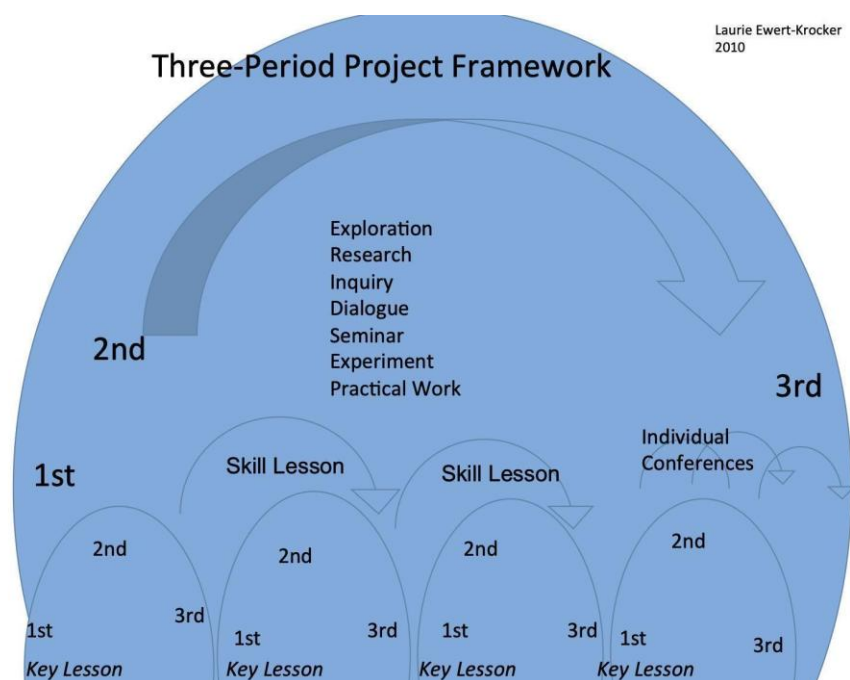 Laurie Ewert-Krocker
2010
Three-Period Project Framework
Exploration
Research
Inquiry
Dialogue
Seminar
Experiment
Practical Work
2nd
3rd
1st
Skill Lesson
Skill Lesson
Individual
Conferences
2nd
1st
3rd
Key Lesson
2nd
1st
3rd
Key Lesson
2nd
1st
3rd
Key Lesson
2nd
1st
3rd
Key Lesson